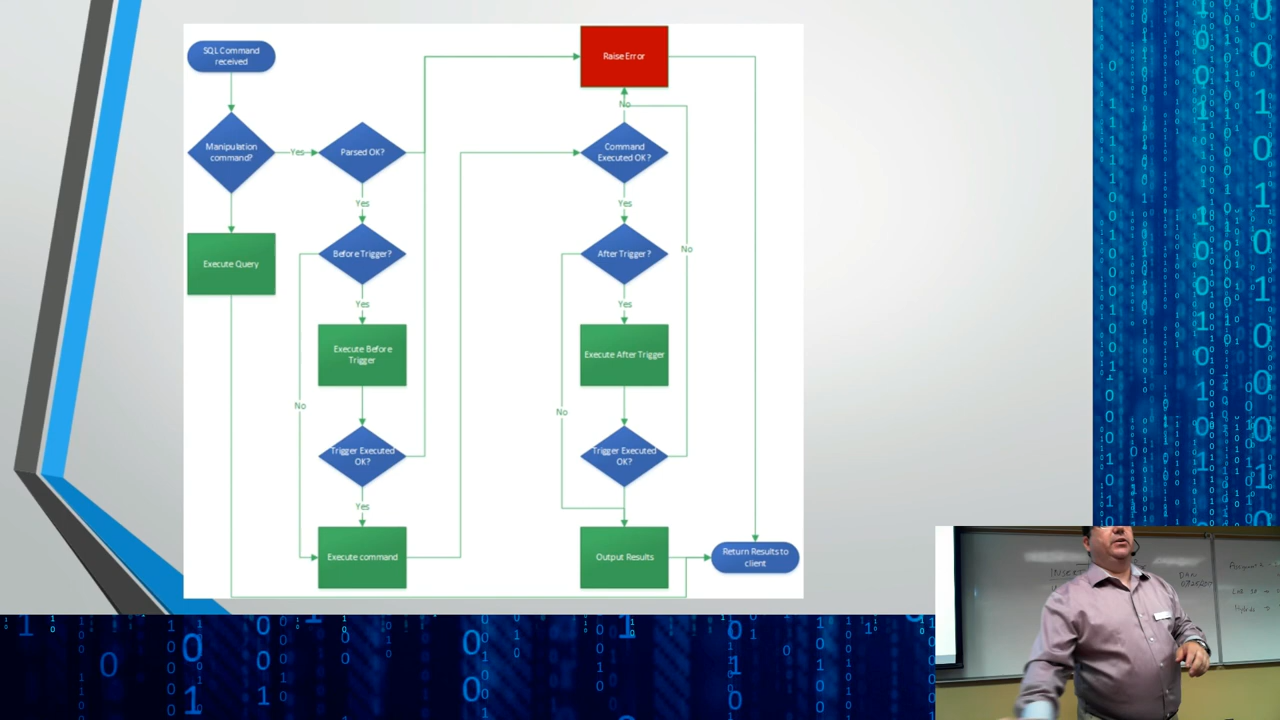 SQL Command
received
Manipulation
command?
Yes
Parsed OK?
Yes
Before Trigger?
Yes
Execute Before
Trigger
No
Trigger Executed
OK?
Yes
Execute command
Execute Query
Raise Error
No
Command
Executed OK?
Yes
After Trigger?
No
Yes
Execute After Trigger
No
Trigger Executed
OK?
Output Results
Return Results to
client
INSERT